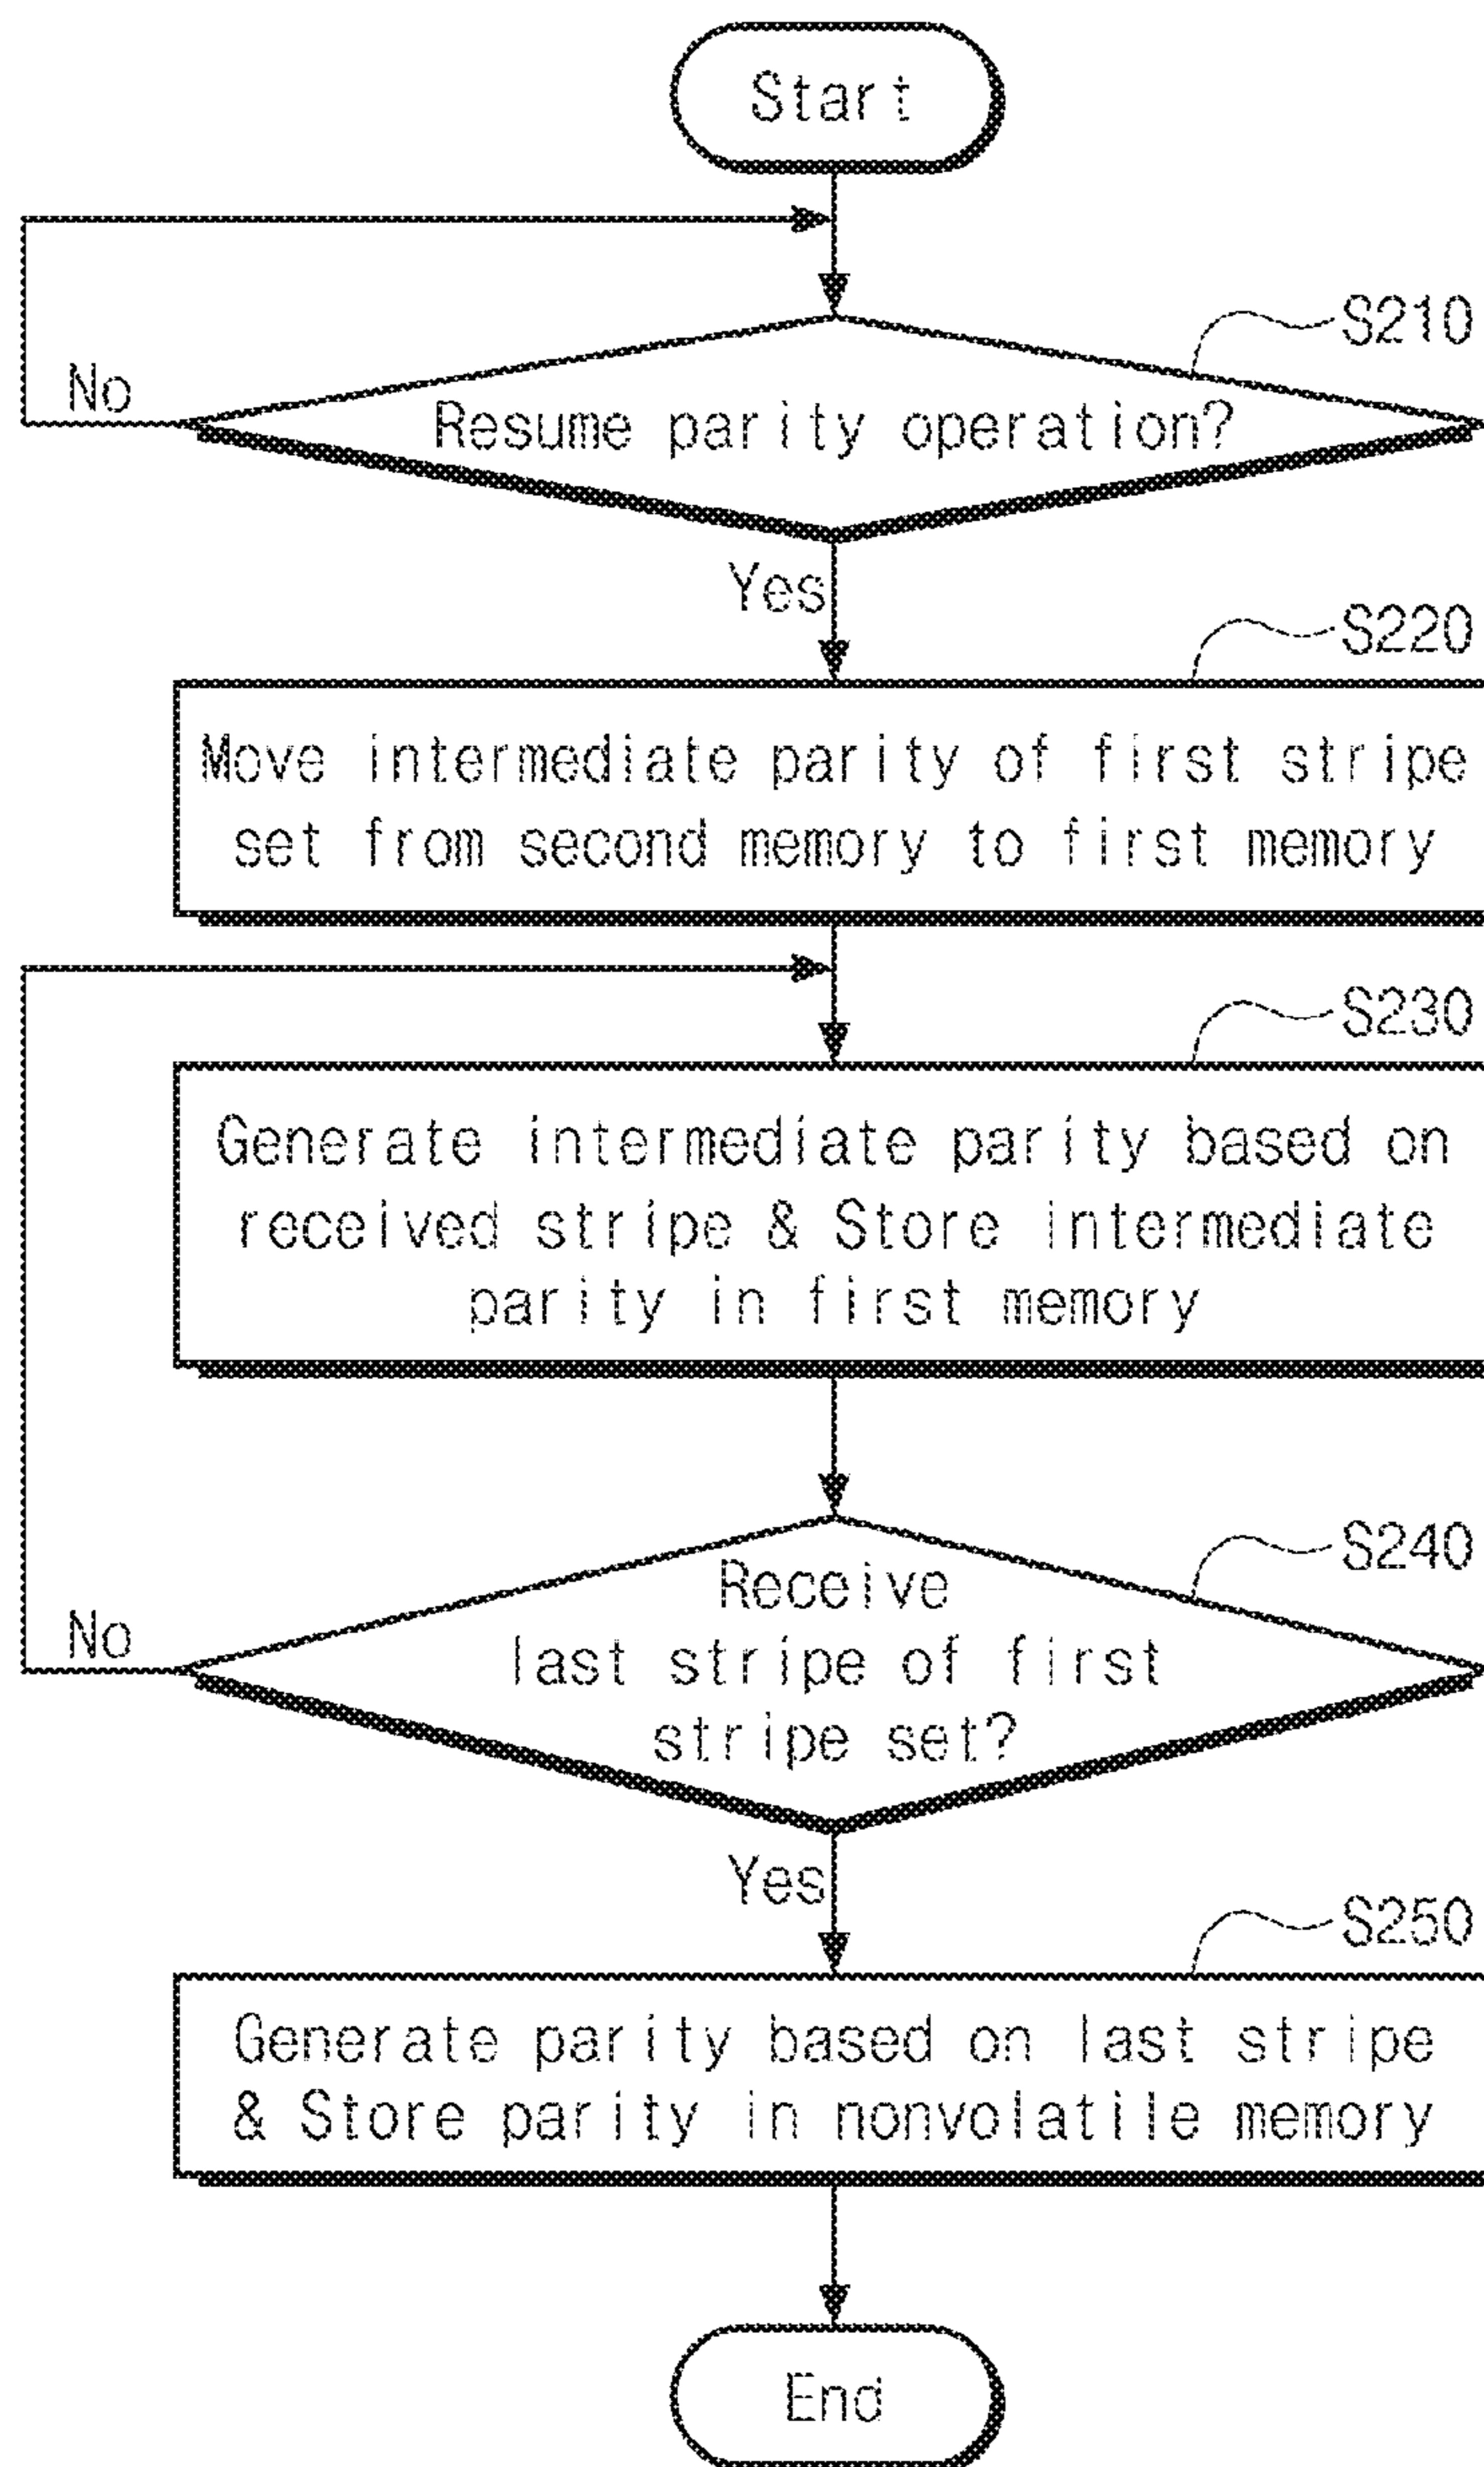 Start
S210
No
Resume parity operation?
Yes
S220
Move intermediate parity of first stripe
set from second memory to first memory
S230
Generate intermediate parity based on
received stripe & Store intermediate
parity in first memory
S240
Receive
last stripe of first
stripe set?
No
Yes
S250
Generate parity based on last stripe
& Store parity in nonvolatile memory
End